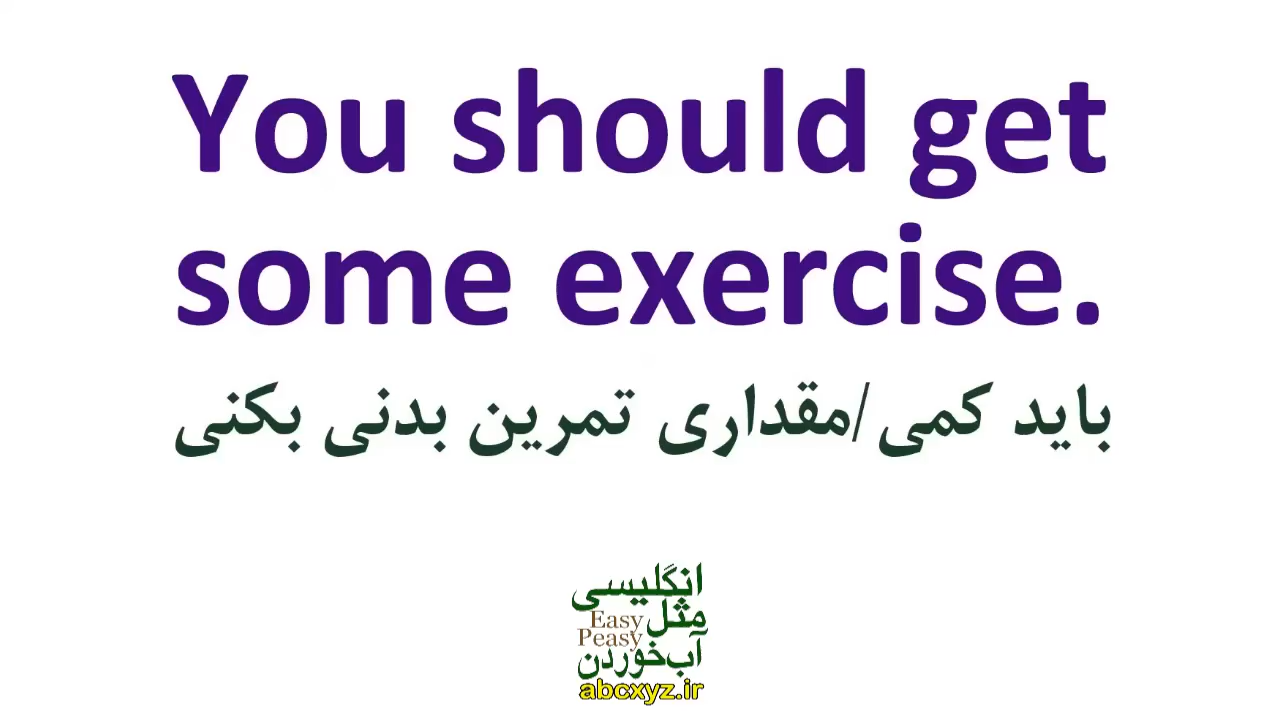 You should get
some exercise.
باید کمی/مقداری تمرین بدنی بکنی
انگلیسی
مثل
Easy
Peasy
آب‌خوردن
abcxyz.ir